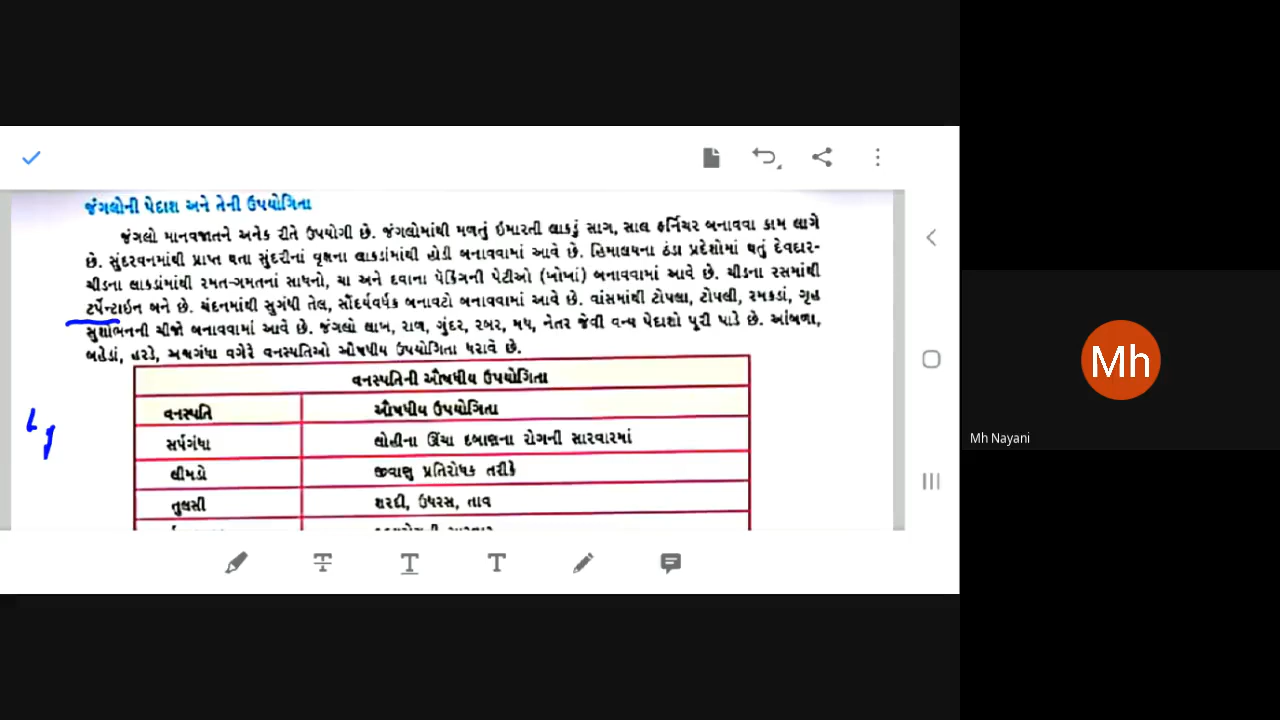 જંગલોની પેદાશ અને તેની ઉપયોગિતા
જંગલો માનવજાતને અનેક રીતે ઉપયોગી છે. જંગલોમાંથી મળતું ઇમારતી લાકડું સાગ, સાલ ફર્નિચર બનાવવા કામ લાગે
છે. સુંદરવનમાંથી પ્રાપ્ત થતા સુંદરીનાં વૃક્ષના લાકડાંમાંથી હોડી બનાવવામાં આવે છે. હિમાલયના ઠંડા પ્રદેશોમાં થતું દેવદાર-
ચીડના લાકડાંમાંથી રમત-ગમતનાં સાધનો, ચા અને દવાના પેકિંગની પેટીઓ (ખોખાં) બનાવવામાં આવે છે. ચીડના રસમાંથી
ટર્પેન્ટાઇન બને છે. ચંદનમાંથી સુગંધી તેલ, સૌંદર્યવર્ધક બનાવટો બનાવવામાં આવે છે. વાંસમાંથી ટોપલા, ટોપલી, રમકડાં, ગૃહ
સુશોભનની ચીજો બનાવવામાં આવે છે. જંગલો લાખ, રાળ, ગુંદર, રબર, મધ, નેતર જેવી વન્ય પેદાશો પૂરી પાડે છે. આંબળા,
બહેડાં, હરડે, અશ્વગંધા વગેરે વનસ્પતિઓ ઔષધીય ઉપયોગિતા ધરાવે છે.
વનસ્પતિની ઔષધીય ઉપયોગિતા
વનસ્પતિ ઔષધીય ઉપયોગિતા
સર્પગંધા લોહીના ઊંચા દબાણના રોગની સારવારમાં
લીમડો જીવાણુ પ્રતિરોધક તરીકે
તુલસી શરદી, ઉધરસ, તાવ
Mh
Mh Nayani